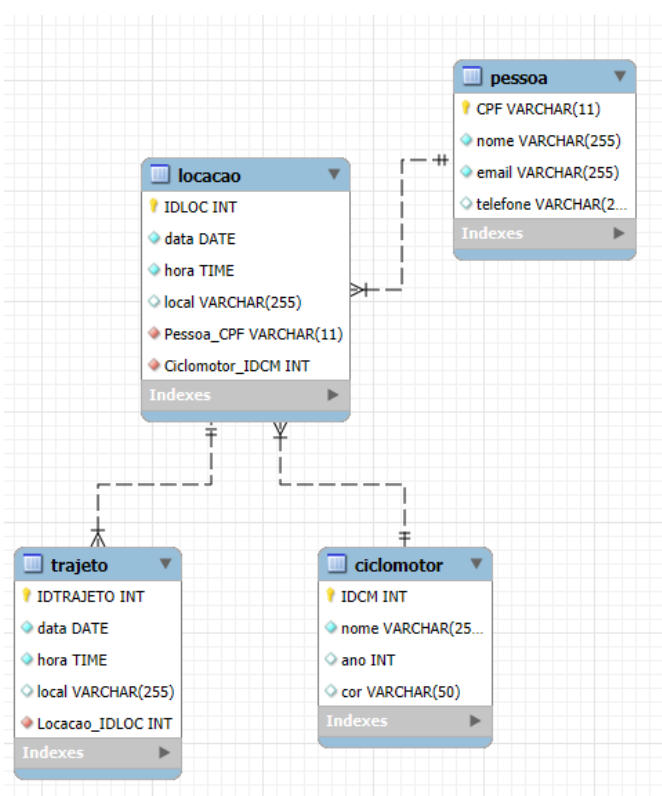 pessoa
CPF VARCHAR(11)
nome VARCHAR(255)
email VARCHAR(255)
telefone VARCHAR(2...
Indexes
locacao
IDLOC INT
data DATE
hora TIME
local VARCHAR(255)
Pessoa_CPF VARCHAR(11)
Ciclomotor_IDCM INT
Indexes
trajeto
IDTRAJETO INT
data DATE
hora TIME
local VARCHAR(255)
Locacao_IDLOC INT
Indexes
ciclomotor
IDCM INT
nome VARCHAR(25...
ano INT
cor VARCHAR(50)
Indexes